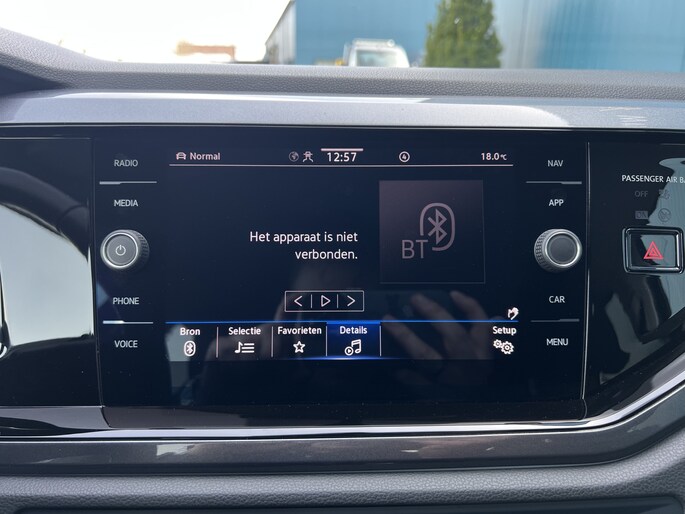 Normal
12:57
4
18.0°C
RADIO
MEDIA
PHONE
VOICE
NAV
APP
CAR
MENU
Het apparaat is niet
verbonden.
BT
Bron
Selectie
Favorieten
Details
Setup
PASSENGER AIR BA
OFF